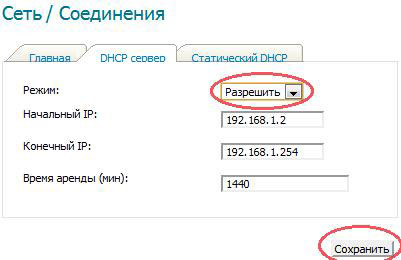 Сеть / Соединения
Главная DHCP сервер Статический DHCP
Режим: Разрешить
Начальный IP: 192.168.1.2
Конечный IP: 192.168.1.254
Время аренды (мин): 1440
Сохранить